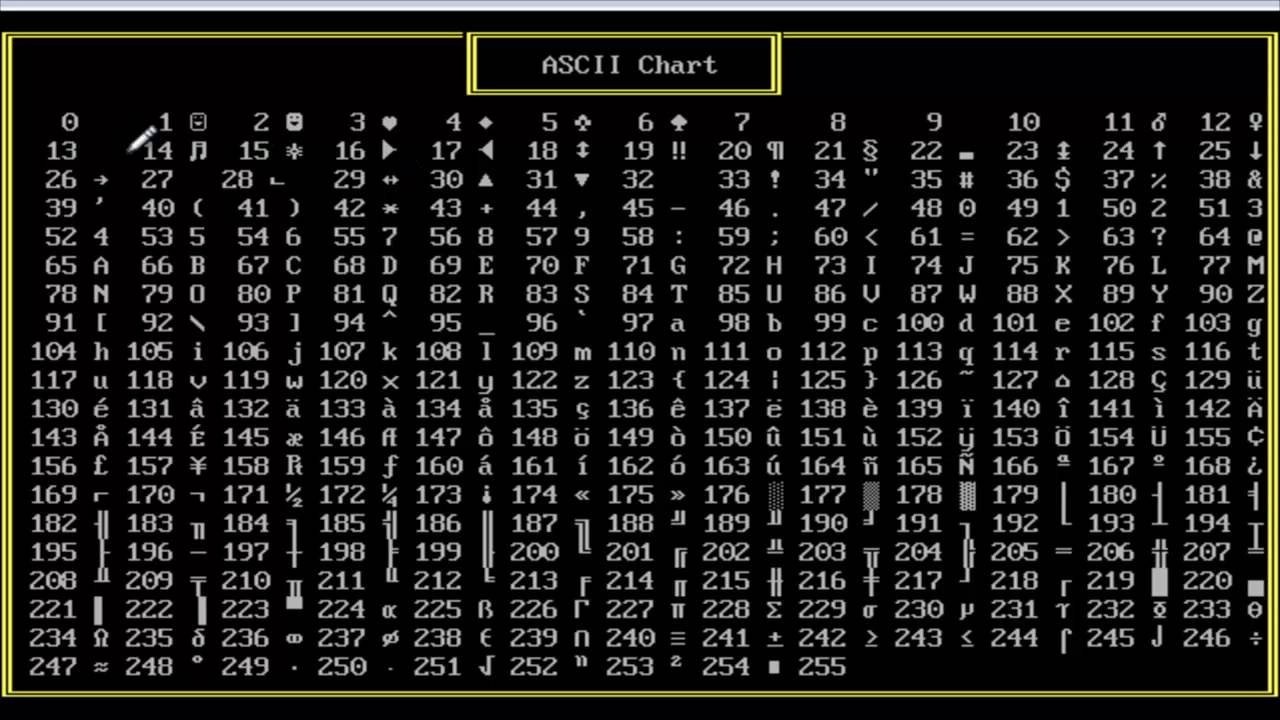 ASCII Chart
0 1 ☺ 2 ☻ 3 ♥ 4 ♦ 5 ♣ 6 ♠ 7 8 9 10 11 ♂ 12 ♀
13 14 ♫ 15 ☼ 16 ► 17 ◄ 18 ↕ 19 ‼ 20 ¶ 21 § 22 ▬ 23 ↨ 24 ↑ 25 ↓
26 → 27 28 ∟ 29 ↔ 30 ▲ 31 ▼ 32 33 ! 34 " 35 # 36 $ 37 % 38 &
39 ' 40 ( 41 ) 42 * 43 + 44 , 45 - 46 . 47 / 48 0 49 1 50 2 51 3
52 4 53 5 54 6 55 7 56 8 57 9 58 : 59 ; 60 < 61 = 62 > 63 ? 64 @
65 A 66 B 67 C 68 D 69 E 70 F 71 G 72 H 73 I 74 J 75 K 76 L 77 M
78 N 79 O 80 P 81 Q 82 R 83 S 84 T 85 U 86 V 87 W 88 X 89 Y 90 Z
91 [ 92 \ 93 ] 94 ^ 95 _ 96 ` 97 a 98 b 99 c 100 d 101 e 102 f 103 g
104 h 105 i 106 j 107 k 108 l 109 m 110 n 111 o 112 p 113 q 114 r 115 s 116 t
117 u 118 v 119 w 120 x 121 y 122 z 123 { 124 ¦ 125 } 126 ~ 127 ⌂ 128 Ç 129 ü
130 é 131 â 132 ä 133 à 134 å 135 ç 136 ê 137 ë 138 è 139 ï 140 î 141 ì 142 Ä
143 Å 144 É 145 æ 146 Æ 147 ô 148 ö 149 ò 150 û 151 ù 152 ÿ 153 Ö 154 Ü 155 ¢
156 £ 157 ¥ 158 ₧ 159 ƒ 160 á 161 í 162 ó 163 ú 164 ñ 165 Ñ 166 ª 167 º 168 ¿
169 ⌐ 170 ¬ 171 ½ 172 ¼ 173 ¡ 174 « 175 » 176 ░ 177 ▒ 178 ▓ 179 │ 180 ┤ 181 ╡
182 ╢ 183 ╖ 184 ╕ 185 ╣ 186 ║ 187 ╗ 188 ╝ 189 ╜ 190 ╛ 191 ┐ 192 └ 193 ┴ 194 ┬
195 ├ 196 ─ 197 ┼ 198 ╞ 199 ╟ 200 ╚ 201 ╔ 202 ╩ 203 ╦ 204 ╠ 205 ═ 206 ╬ 207 ╧
208 ╨ 209 ╤ 210 ╥ 211 ╙ 212 ╘ 213 ╒ 214 ╓ 215 ╫ 216 ╪ 217 ┘ 218 ┌ 219 █ 220 ▄
221 ▌ 222 ▐ 223 ▀ 224 α 225 ß 226 Γ 227 π 228 Σ 229 σ 230 µ 231 τ 232 Φ 233 Θ
234 Ω 235 δ 236 ∞ 237 φ 238 ε 239 ∩ 240 ≡ 241 ± 242 ≥ 243 ≤ 244 ⌠ 245 ⌡ 246 ÷
247 ≈ 248 ° 249 ∙ 250 · 251 √ 252 ⁿ 253 ² 254 ■ 255